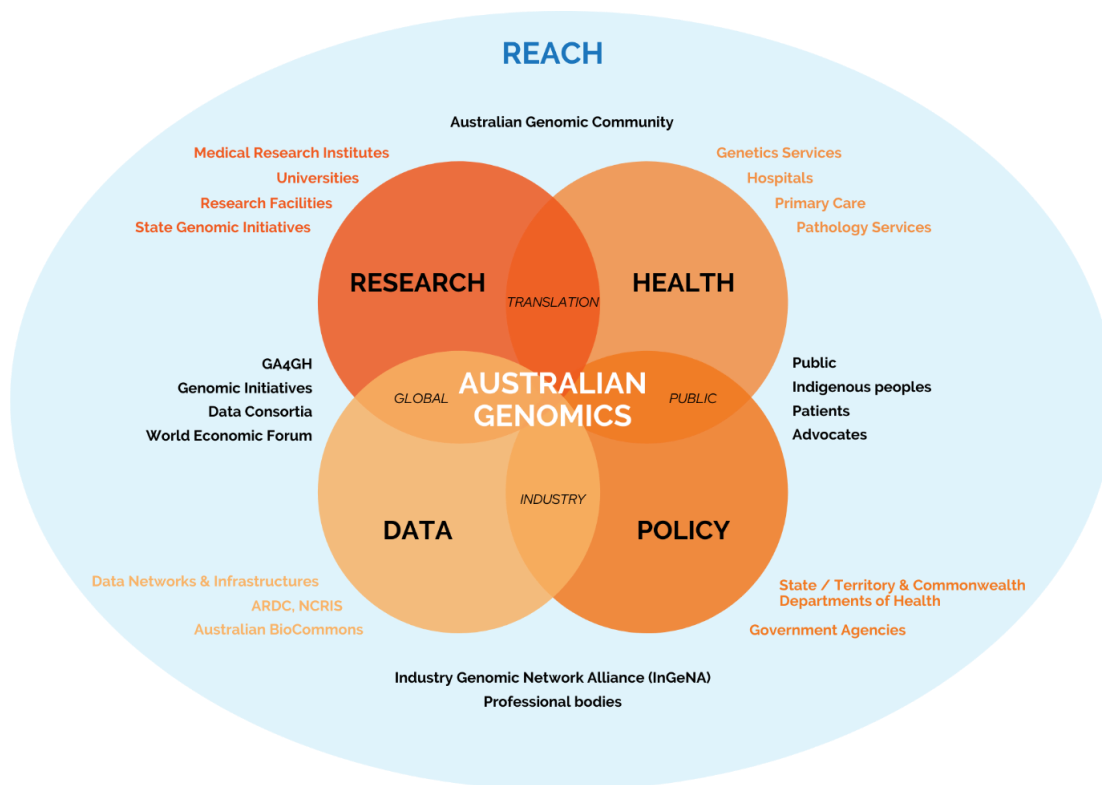 REACH
Australian Genomic Community
Medical Research Institutes
Universities
Research Facilities
State Genomic Initiatives
Genetics Services
Hospitals
Primary Care
Pathology Services
RESEARCH
TRANSLATION
HEALTH
GA4GH
Genomic Initiatives
Data Consortia
World Economic Forum
GLOBAL
AUSTRALIAN
GENOMICS
PUBLIC
Public
Indigenous peoples
Patients
Advocates
INDUSTRY
DATA
POLICY
Data Networks & Infrastructures
ARDC, NCRIS
Australian BioCommons
State / Territory & Commonwealth
Departments of Health
Government Agencies
Industry Genomic Network Alliance (InGeNA)
Professional bodies